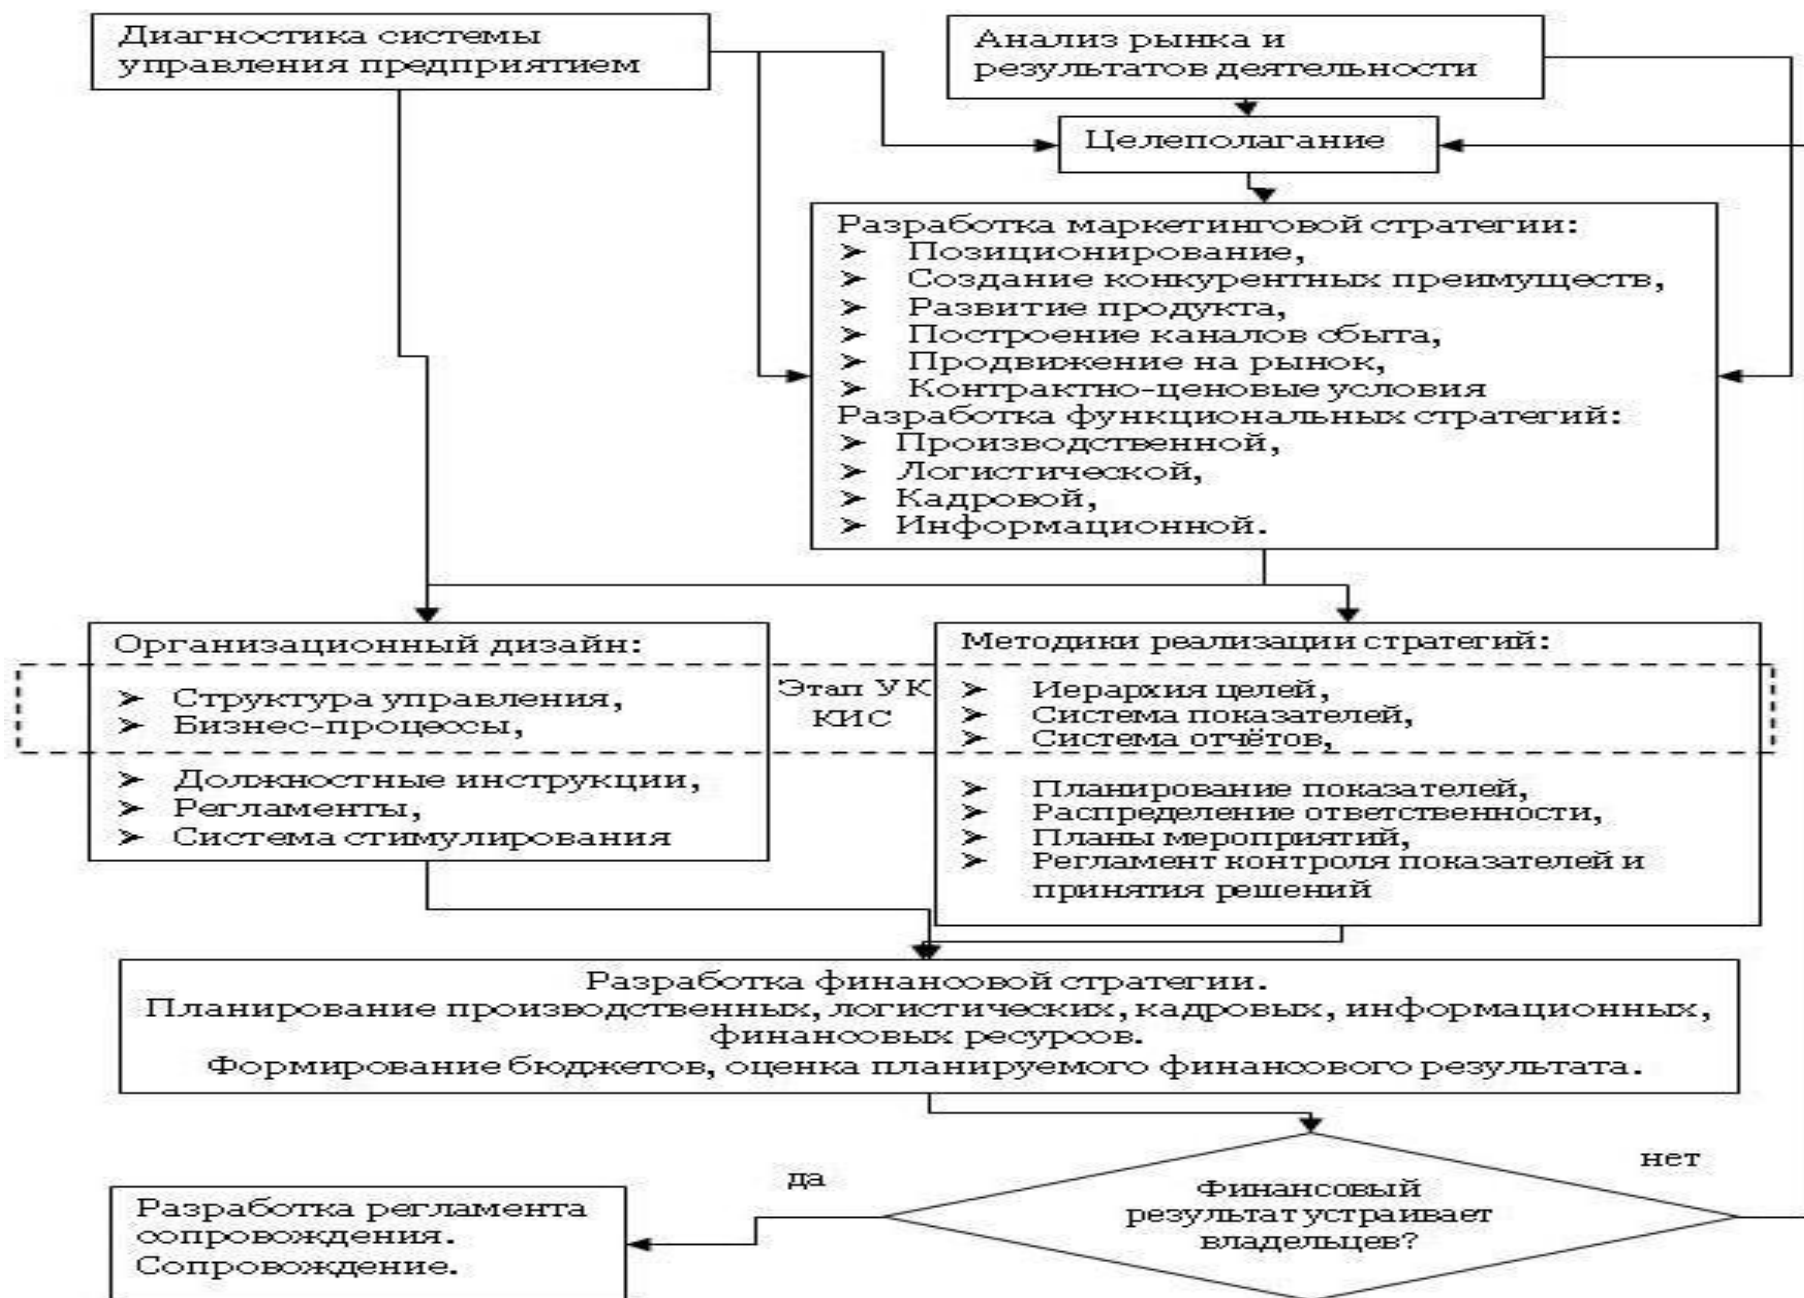 Диагностика системы
управления предприятием
Анализ рынка и
результатов деятельности
Целеполагание
Разработка маркетинговой стратегии:
➢ Позиционирование,
➢ Создание конкурентных преимуществ,
➢ Развитие продукта,
➢ Построение каналов сбыта,
➢ Продвижение на рынок,
➢ Контрактно-ценовые условия
Разработка функциональных стратегий:
➢ Производственной,
➢ Логистической,
➢ Кадровой,
➢ Информационной.
Организационный дизайн:
➢ Структура управления,
➢ Бизнес-процессы,
➢ Должностные инструкции,
➢ Регламенты,
➢ Система стимулирования
Этап УК
КИС
Методики реализации стратегий:
➢ Иерархия целей,
➢ Система показателей,
➢ Система отчётов,
➢ Планирование показателей,
➢ Распределение ответственности,
➢ Планы мероприятий,
➢ Регламент контроля показателей и
принятия решений
Разработка финансовой стратегии.
Планирование производственных, логистических, кадровых, информационных,
финансовых ресурсов.
Формирование бюджетов, оценка планируемого финансового результата.
да
нет
Финансовый
результат устраивает
владельцев?
Разработка регламента
сопровождения.
Сопровождение.